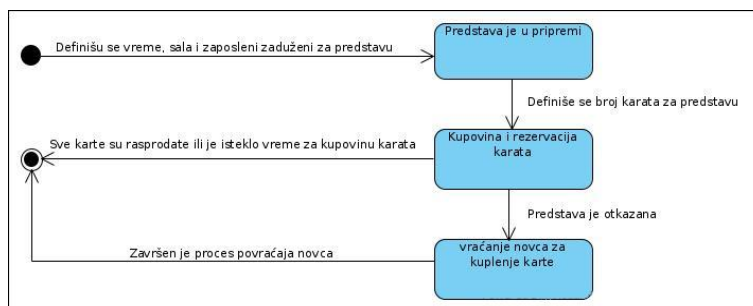 Definišu se vreme, sala i zaposleni zaduženi za predstavu
Predstava je u pripremi
Definiše se broj karata za predstavu
Kupovina i rezervacija
karata
Sve karte su rasprodate ili je isteklo vreme za kupovinu karata
Predstava je otkazana
vraćanje novca za
kuplenje karte
Završen je proces povraćaja novca